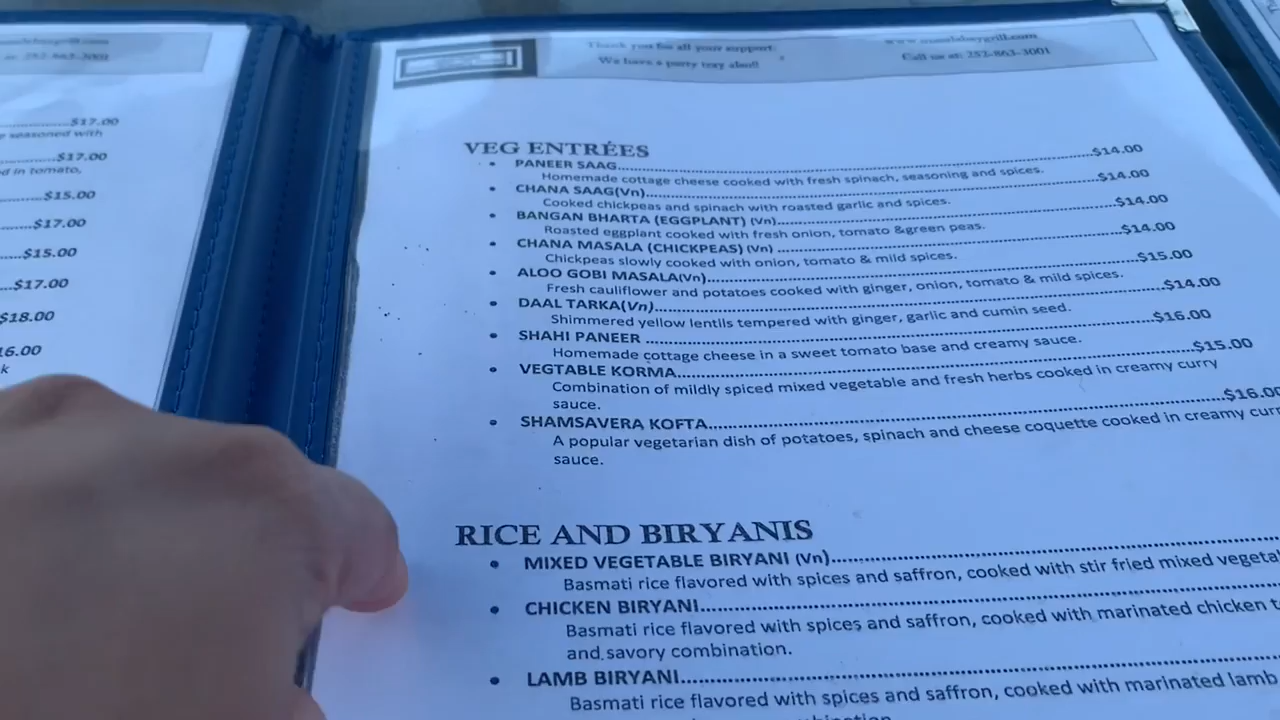 $17.00
seasoned with
$17.00
d in tomato,
$15.00
$17.00
$15.00
$17.00
$18.00
16.00
k
Thank you for all your support!
We have a party tray also!!
Call us at: 252-863-3001
VEG ENTRÉES
• PANEER SAAG..........$14.00
Homemade cottage cheese cooked with fresh spinach, seasoning and spices.
• CHANA SAAG(Vn)..........$14.00
Cooked chickpeas and spinach with roasted garlic and spices.
• BANGAN BHARTA (EGGPLANT) (Vn)..........$14.00
Roasted eggplant cooked with fresh onion, tomato &green peas.
• CHANA MASALA (CHICKPEAS) (Vn) ..........$14.00
Chickpeas slowly cooked with onion, tomato & mild spices.
• ALOO GOBI MASALA(Vn)..........$15.00
Fresh cauliflower and potatoes cooked with ginger, onion, tomato & mild spices.
• DAAL TARKA(Vn)..........$14.00
Shimmered yellow lentils tempered with ginger, garlic and cumin seed.
• SHAHI PANEER ..........$16.00
Homemade cottage cheese in a sweet tomato base and creamy sauce.
• VEGTABLE KORMA..........$15.00
Combination of mildly spiced mixed vegetable and fresh herbs cooked in creamy curry
sauce.
• SHAMSAVERA KOFTA..........$16.00
A popular vegetarian dish of potatoes, spinach and cheese coquette cooked in creamy curr
sauce.
RICE AND BIRYANIS
• MIXED VEGETABLE BIRYANI (Vn)..........
Basmati rice flavored with spices and saffron, cooked with stir fried mixed vegeta
• CHICKEN BIRYANI..........
Basmati rice flavored with spices and saffron, cooked with marinated chicken t
and savory combination.
• LAMB BIRYANI..........
Basmati rice flavored with spices and saffron, cooked with marinated lamb